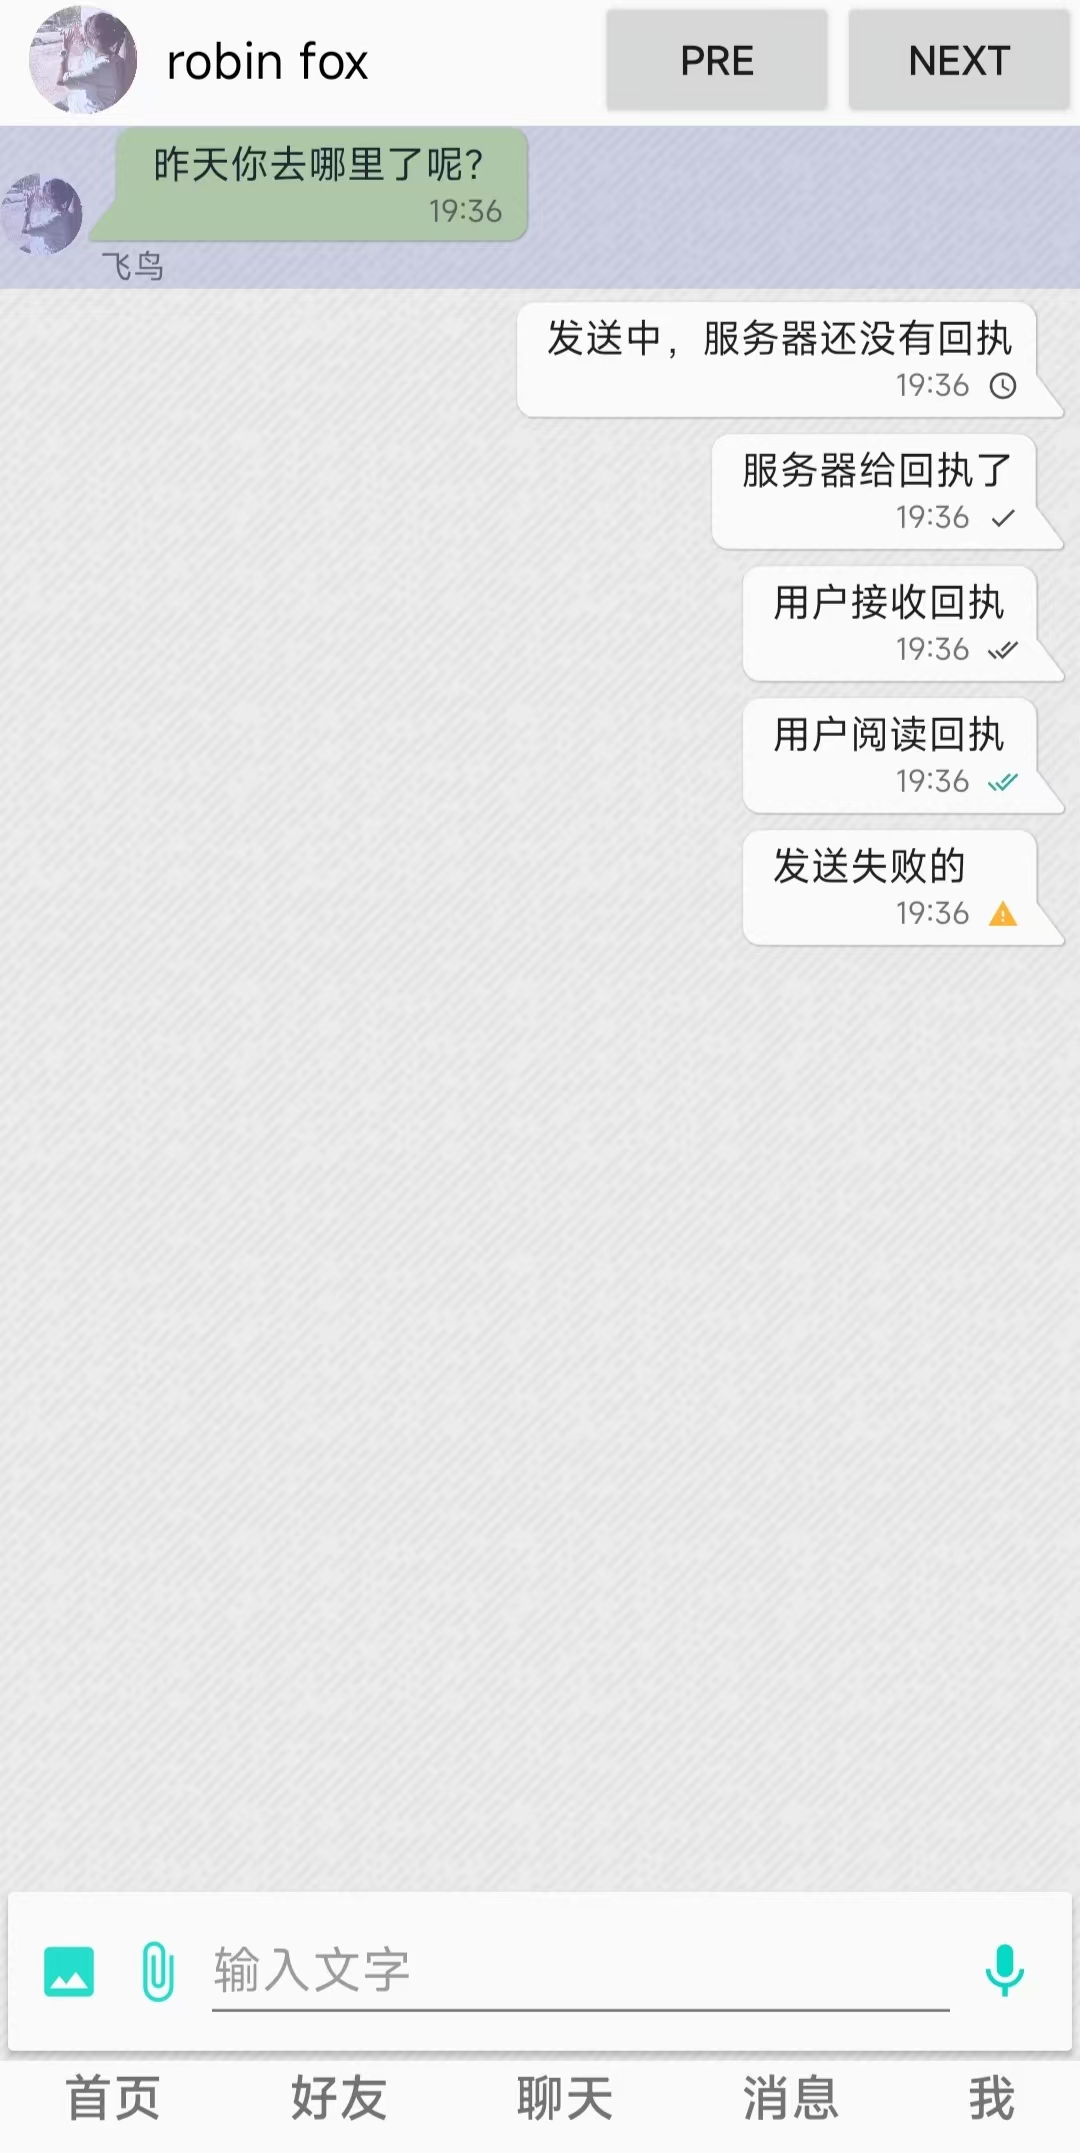 robin fox
PRE
NEXT
昨天你去哪里了呢?
19:36
飞鸟
发送中，服务器还没有回执
19:36
服务器给回执了
19:36
用户接收回执
19:36
用户阅读回执
19:36
发送失败的
19:36
输入文字
首页
好友
聊天
消息
我